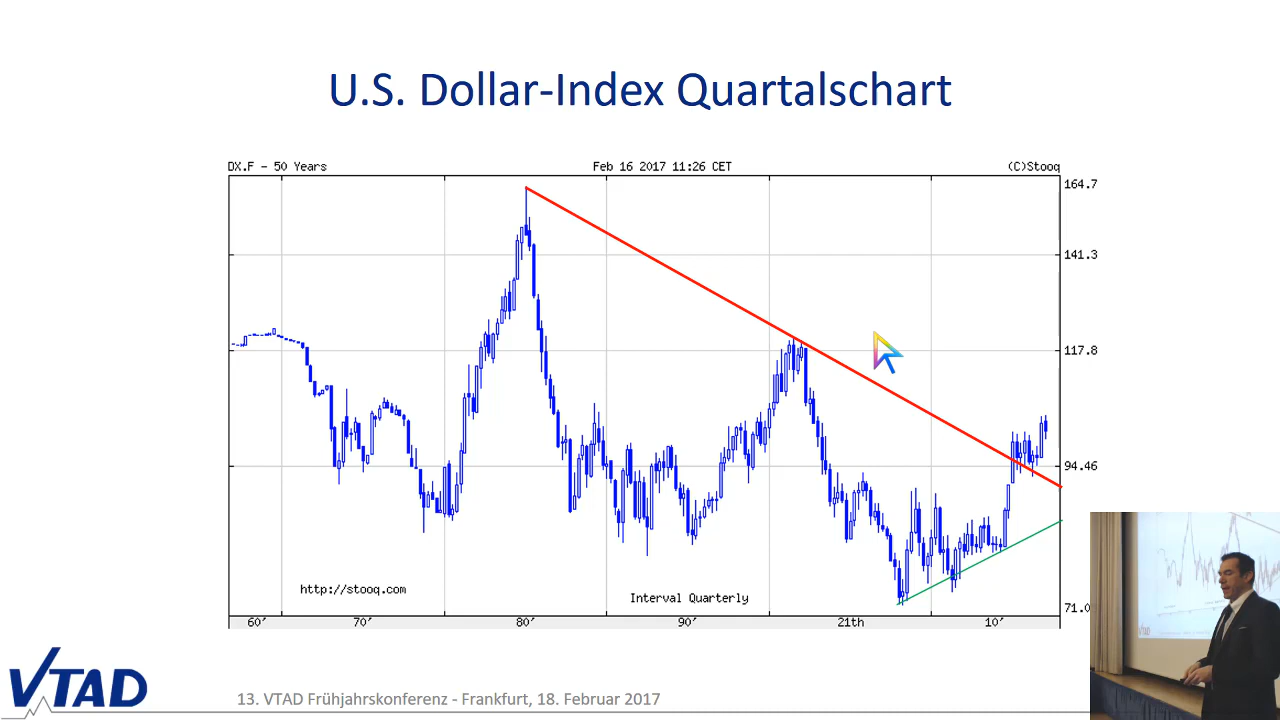 U.S. Dollar-Index Quartalschart
DX.F - 50 Years
Feb 16 2017 11:26 CET
(C)Stooq
164.7
141.3
117.8
94.46
71.0
http://stooq.com
Interval Quarterly
60' 70' 80' 90' 21th 10'
VTAD
13. VTAD Frühjahrskonferenz - Frankfurt, 18. Februar 2017